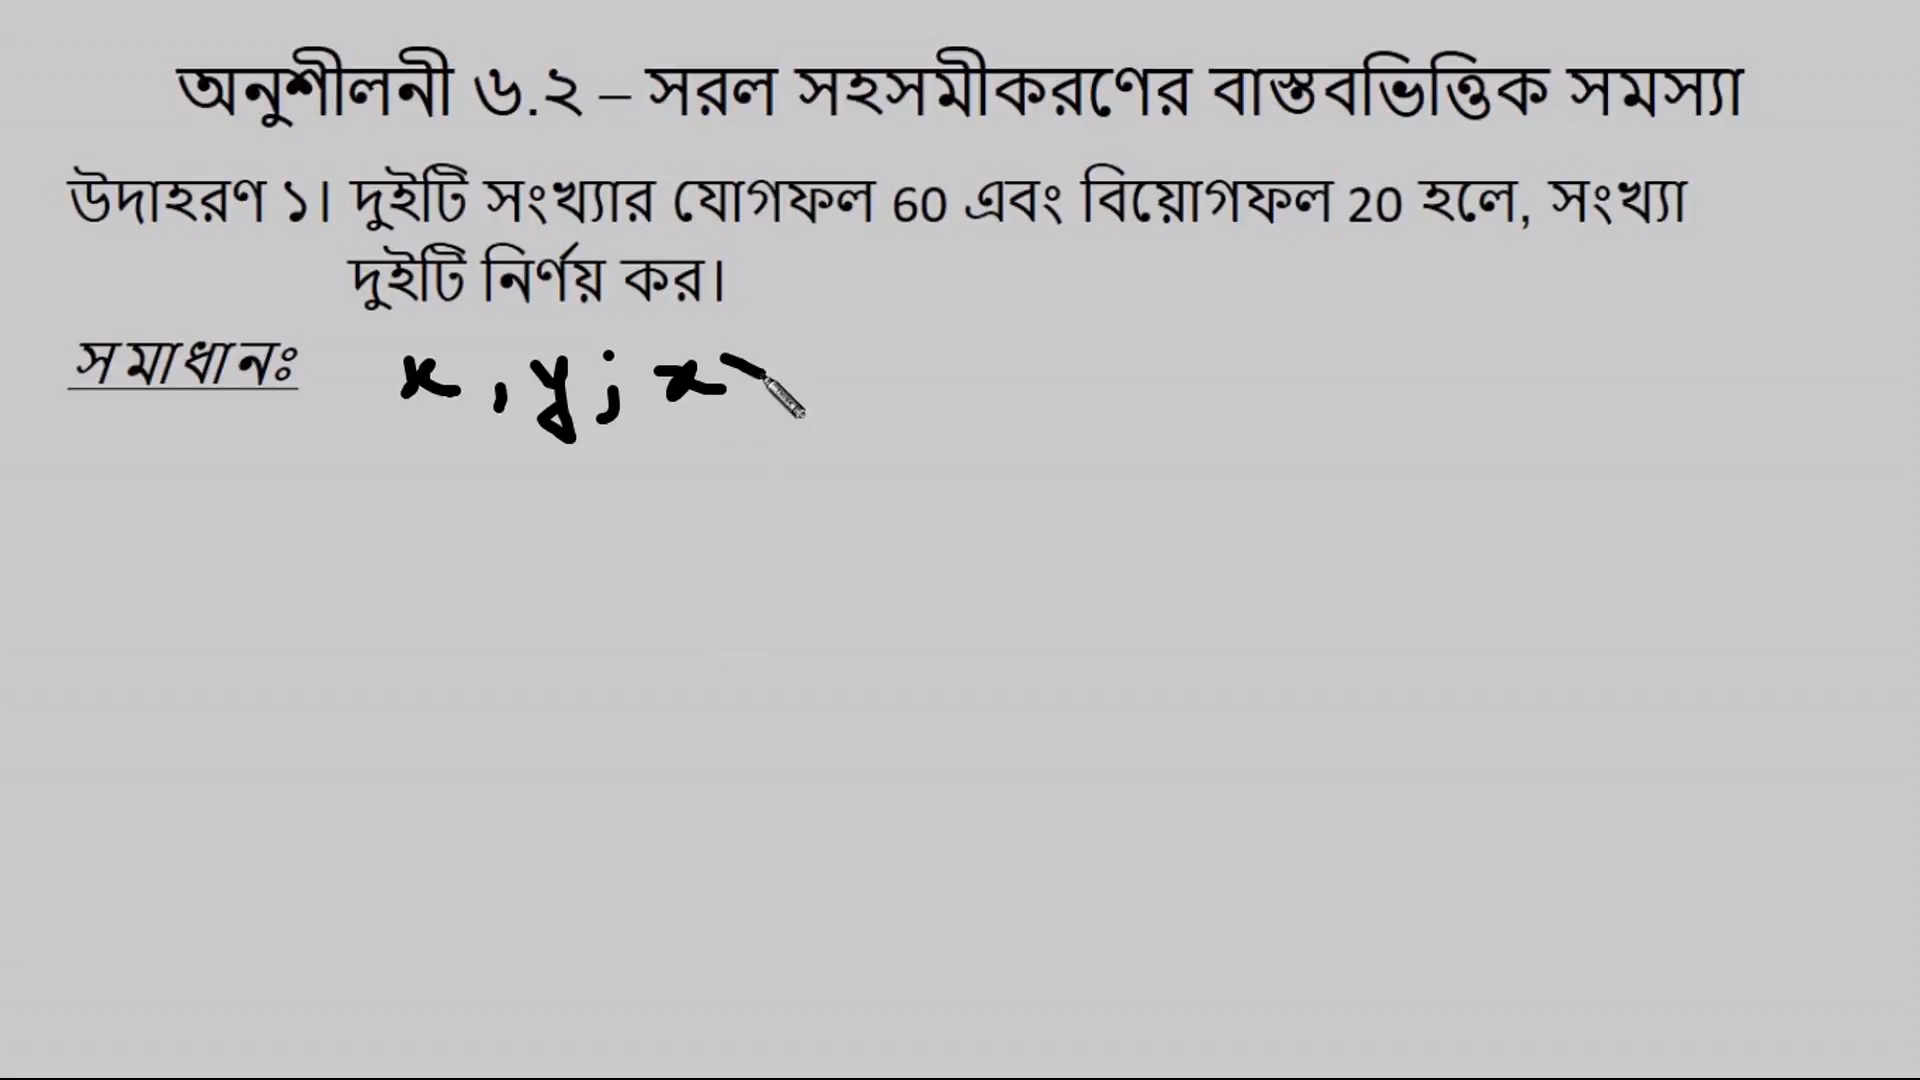 অনুশীলনী ৬.২ – সরল সহসমীকরণের বাস্তবভিত্তিক সমস্যা
উদাহরণ ১। দুইটি সংখ্যার যোগফল 60 এবং বিয়োগফল 20 হলে, সংখ্যা
দুইটি নির্ণয় কর।
সমাধানঃ x , y ; x